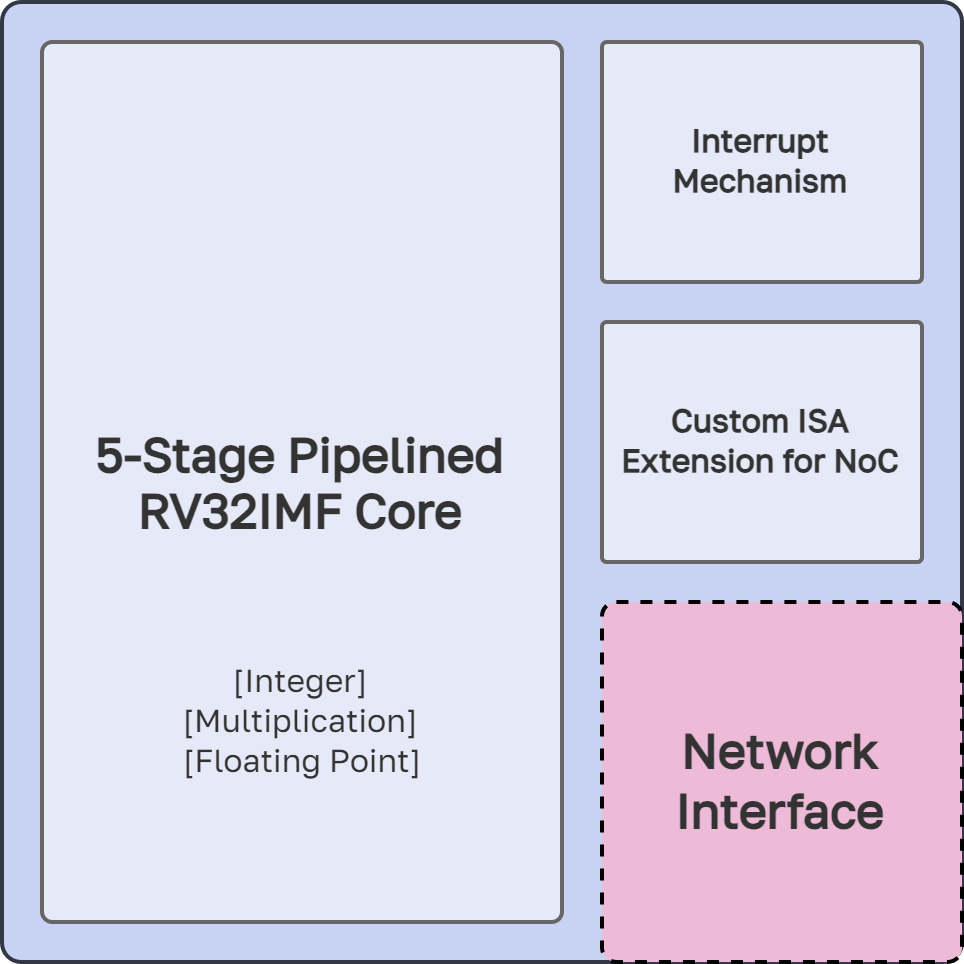 5-Stage Pipelined
RV32IMF Core
[Integer]
[Multiplication]
[Floating Point]
Interrupt
Mechanism
Custom ISA
Extension for NoC
Network
Interface